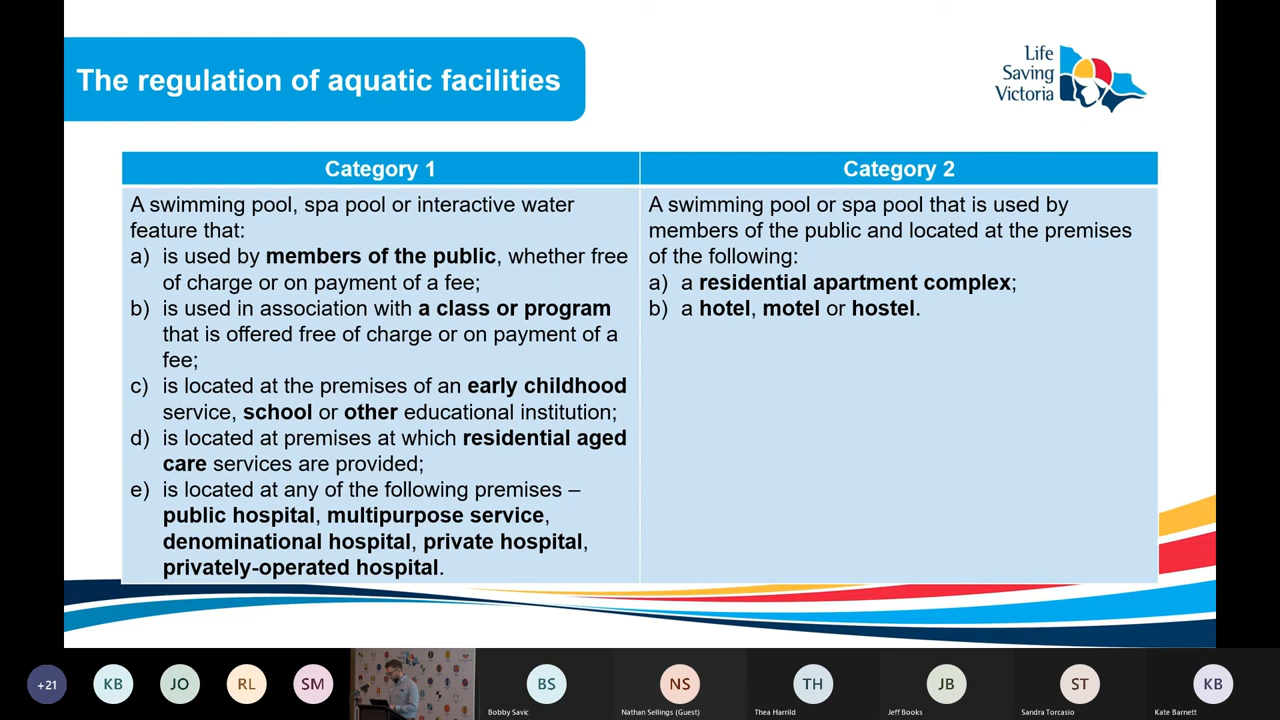 The regulation of aquatic facilities
Life
Saving
Victoria
Category 1
A swimming pool, spa pool or interactive water
feature that:
a) is used by members of the public, whether free
of charge or on payment of a fee;
b) is used in association with a class or program
that is offered free of charge or on payment of a
fee;
c) is located at the premises of an early childhood
service, school or other educational institution;
d) is located at premises at which residential aged
care services are provided;
e) is located at any of the following premises –
public hospital, multipurpose service,
denominational hospital, private hospital,
privately-operated hospital.
Category 2
A swimming pool or spa pool that is used by
members of the public and located at the premises
of the following:
a) a residential apartment complex;
b) a hotel, motel or hostel.
+21
KB
JO
RL
SM
BS
Bobby Savic
NS
Nathan Sellings (Guest)
TH
Thea Harrild
JB
Jeff Books
ST
Sandra Torcasio
KB
Kate Barnett